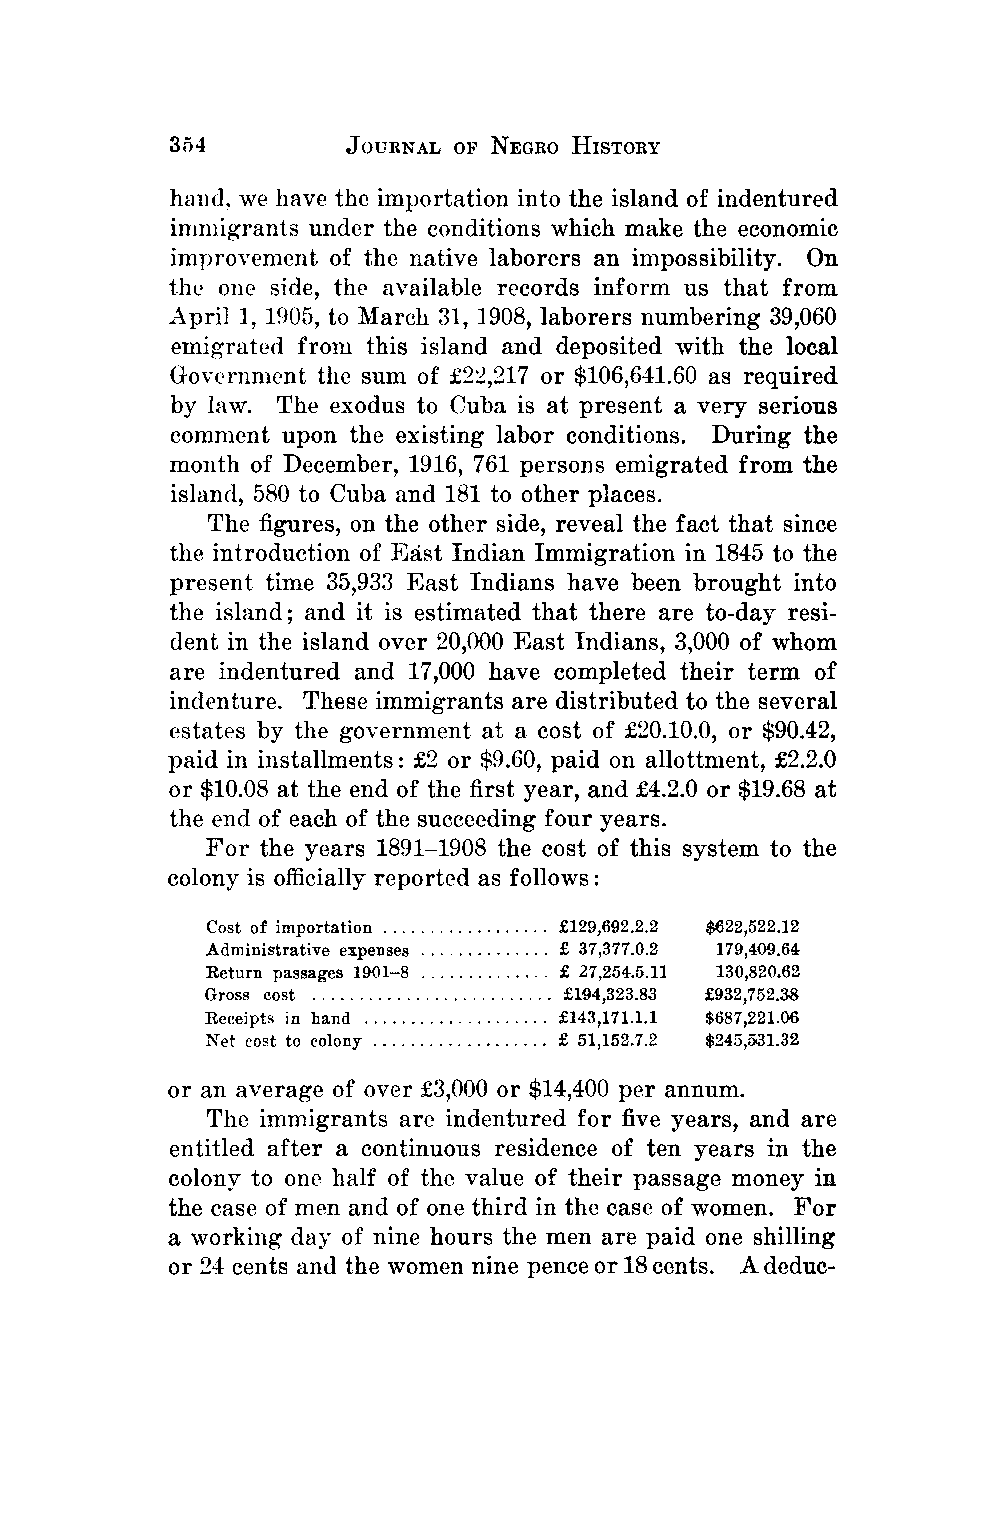 354 JOURNAL OF NEGRO HISTORY
hand, we have the importation into the island of indentured
immigrants under the conditions which make the economic
improvement of the native laborers an impossibility. On
the one side, the available records inform us that from
April 1, 1905, to March 31, 1908, laborers numbering 39,060
emigrated from this island and deposited with the local
Government the sum of £22,217 or $106,641.60 as required
by law. The exodus to Cuba is at present a very serious
comment upon the existing labor conditions. During the
month of December, 1916, 761 persons emigrated from the
island, 580 to Cuba and 181 to other places.
The figures, on the other side, reveal the fact that since
the introduction of East Indian Immigration in 1845 to the
present time 35,933 East Indians have been brought into
the island; and it is estimated that there are to-day resi-
dent in the island over 20,000 East Indians, 3,000 of whom
are indentured and 17,000 have completed their term of
indenture. These immigrants are distributed to the several
estates by the government at a cost of £20.10.0, or $90.42,
paid in installments: £2 or $9.60, paid on allottment, £2.2.0
or $10.08 at the end of the first year, and £4.2.0 or $19.68 at
the end of each of the succeeding four years.
For the years 1891–1908 the cost of this system to the
colony is officially reported as follows:
Cost of importation .................. £129,692.2.2 $622,522.12
Administrative expenses .............. £ 37,377.0.2 179,409.64
Return passages 1901–8 .............. £ 27,254.5.11 130,820.62
Gross cost .......................... £194,323.83 £932,752.38
Receipts in hand .................... £143,171.1.1 $687,221.06
Net cost to colony ................... £ 51,152.7.2 $245,531.32
or an average of over £3,000 or $14,400 per annum.
The immigrants are indentured for five years, and are
entitled after a continuous residence of ten years in the
colony to one half of the value of their passage money in
the case of men and of one third in the case of women. For
a working day of nine hours the men are paid one shilling
or 24 cents and the women nine pence or 18 cents. A deduc-